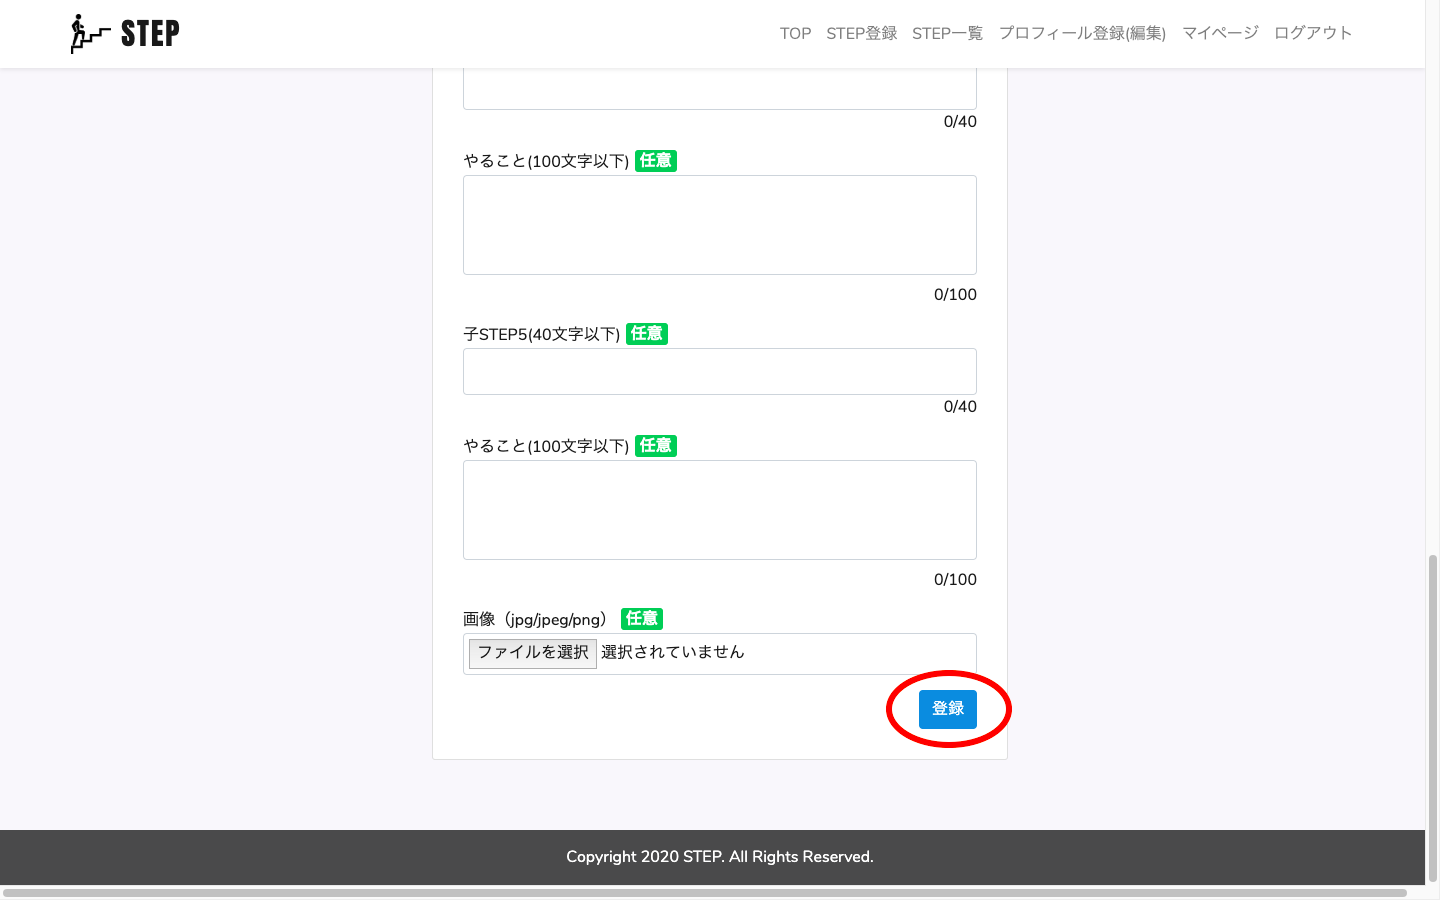 STEP
TOP STEP登録 STEP一覧 プロフィール登録(編集) マイページ ログアウト
0/40
やること(100文字以下) 任意
0/100
子STEP5(40文字以下) 任意
0/40
やること(100文字以下) 任意
0/100
画像（jpg/jpeg/png） 任意
ファイルを選択 選択されていません
登録
Copyright 2020 STEP. All Rights Reserved.